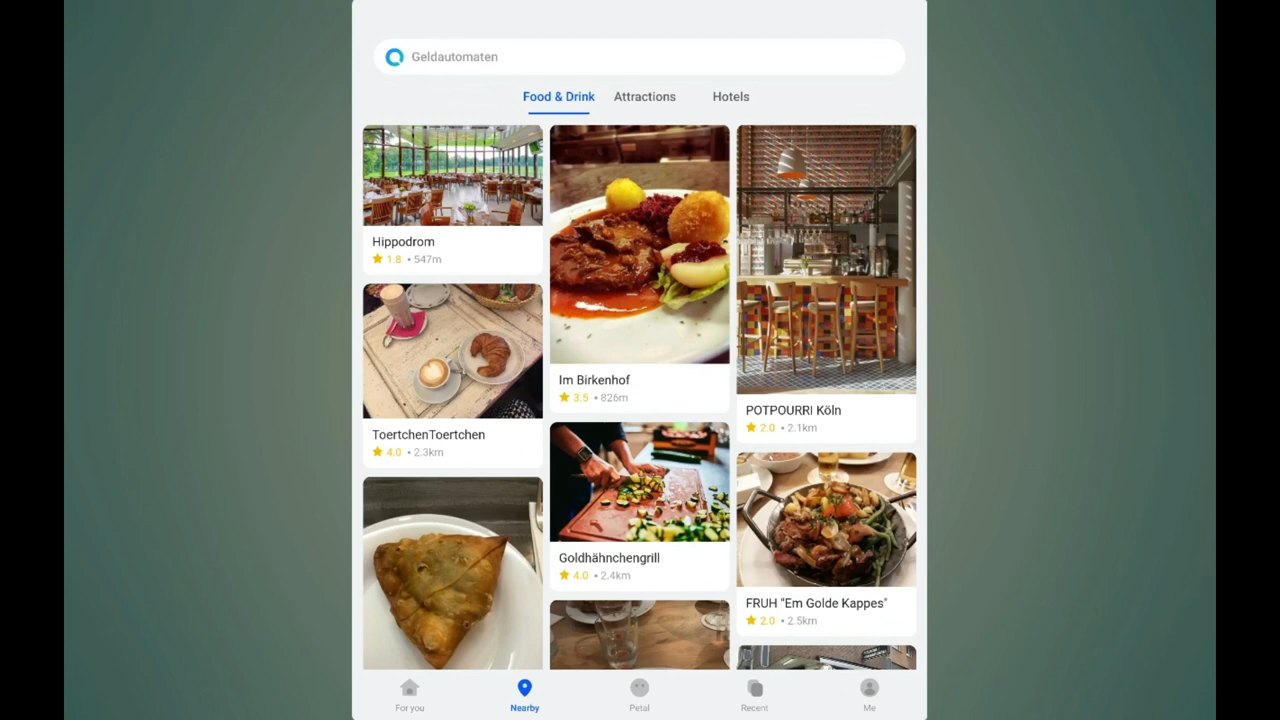 Geldautomaten
Food & Drink
Attractions
Hotels
Hippodrom
1.8 • 547m
ToertchenToertchen
4.0 • 2.3km
Im Birkenhof
3.5 • 826m
Goldhähnchengrill
4.0 • 2.4km
POTPOURRI Köln
2.0 • 2.1km
FRUH "Em Golde Kappes"
2.0 • 2.5km
For you
Nearby
Petal
Recent
Me